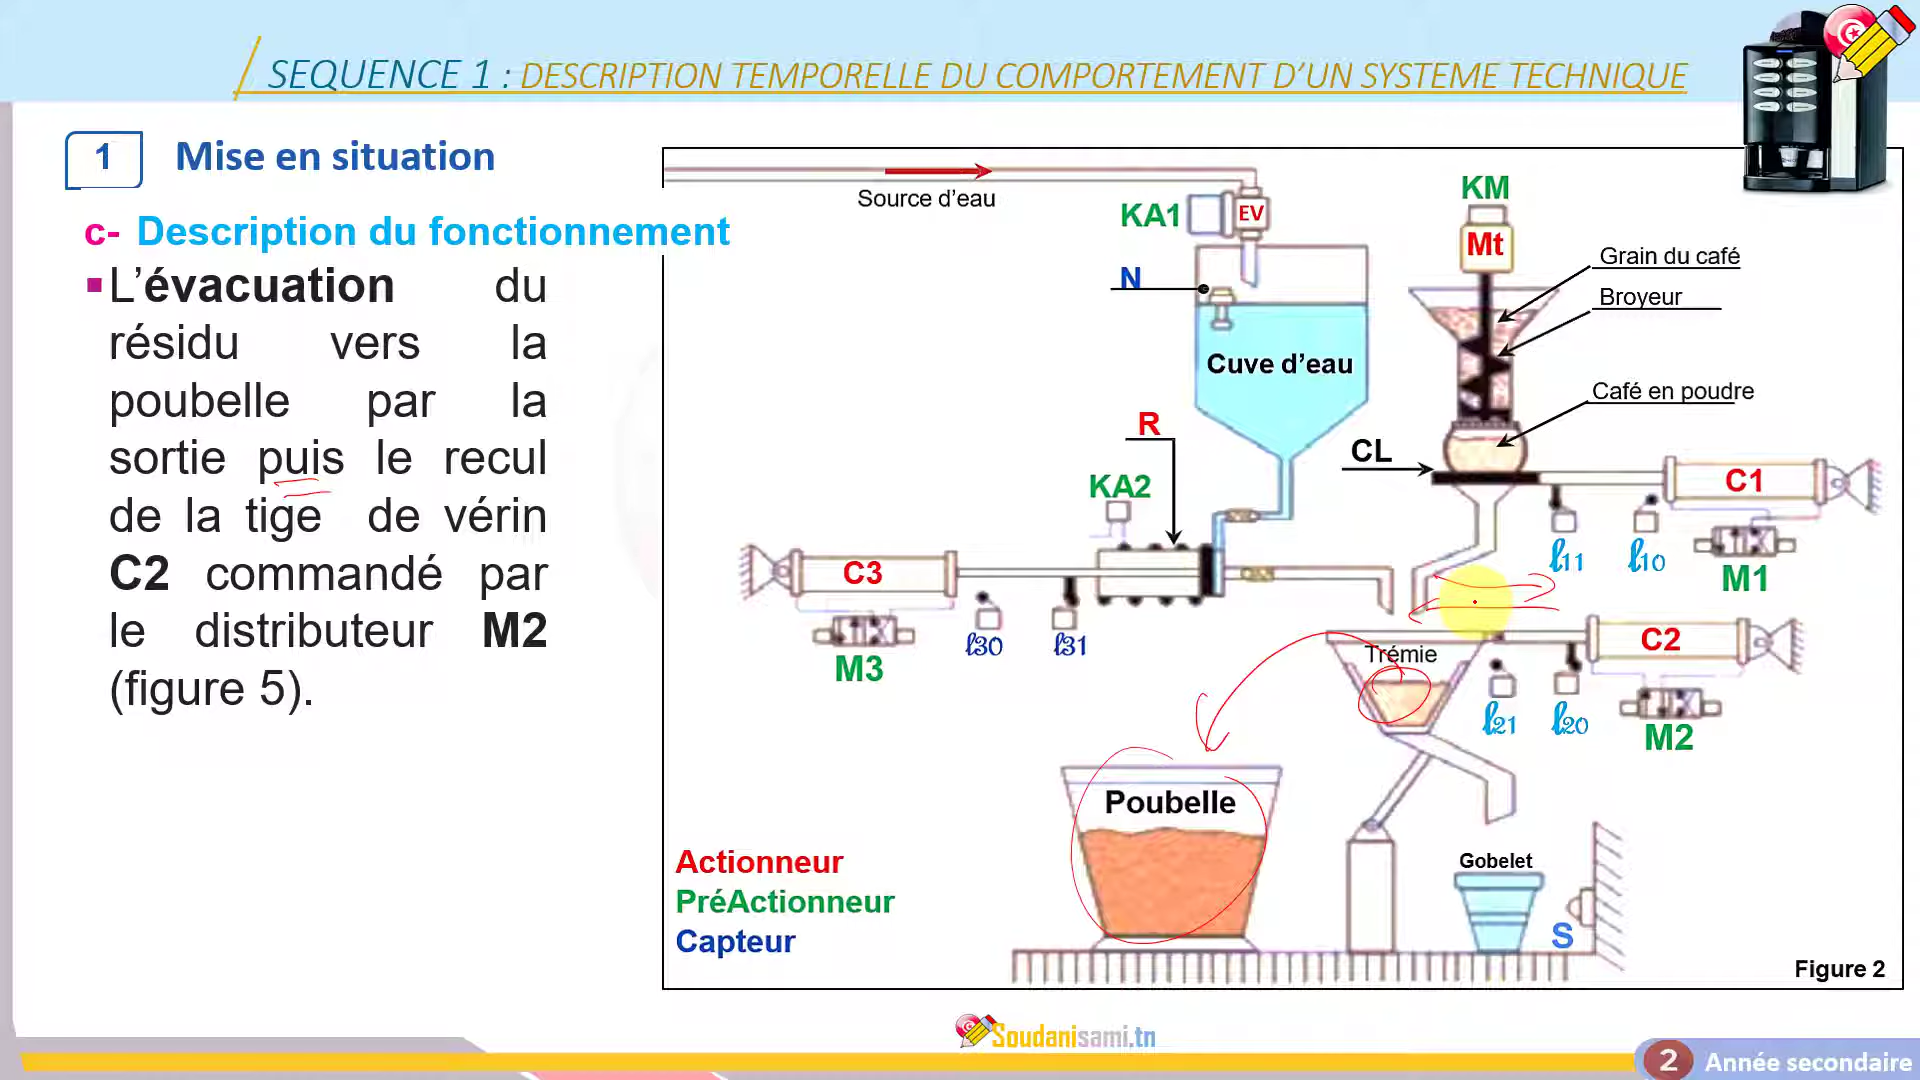 SEQUENCE 1 : DESCRIPTION TEMPORELLE DU COMPORTEMENT D’UN SYSTEME TECHNIQUE
1 Mise en situation
c- Description du fonctionnement
L’évacuation du
résidu vers la
poubelle par la
sortie puis le recul
de la tige de vérin
C2 commandé par
le distributeur M2
(figure 5).
Source d’eau
KA1
EV
KM
Mt
N
Grain du café
Broyeur
Cuve d’eau
Café en poudre
R
CL
KA2
C1
C3
l11
l10
M1
l30
l31
M3
Trémie
C2
l21
l20
M2
Poubelle
Actionneur
PréActionneur
Capteur
Gobelet
S
Figure 2
Soudanisami.tn
2 Année secondaire